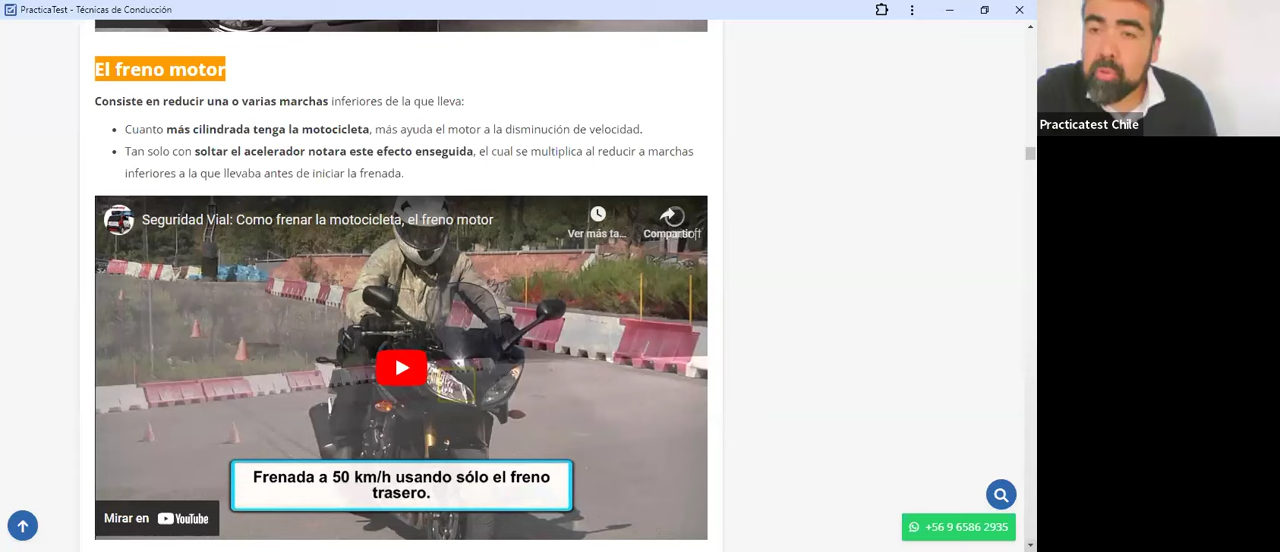 PracticaTest - Técnicas de Conducción
El freno motor
Consiste en reducir una o varias marchas inferiores de la que lleva:
Cuanto más cilindrada tenga la motocicleta, más ayuda el motor a la disminución de velocidad.
Tan solo con soltar el acelerador notara este efecto enseguida, el cual se multiplica al reducir a marchas
inferiores a la que llevaba antes de iniciar la frenada.
Seguridad Vial: Como frenar la motocicleta, el freno motor
Ver más ta...
Compartir
Frenada a 50 km/h usando sólo el freno
trasero.
Mirar en YouTube
+56 9 6586 2935
Practicatest Chile